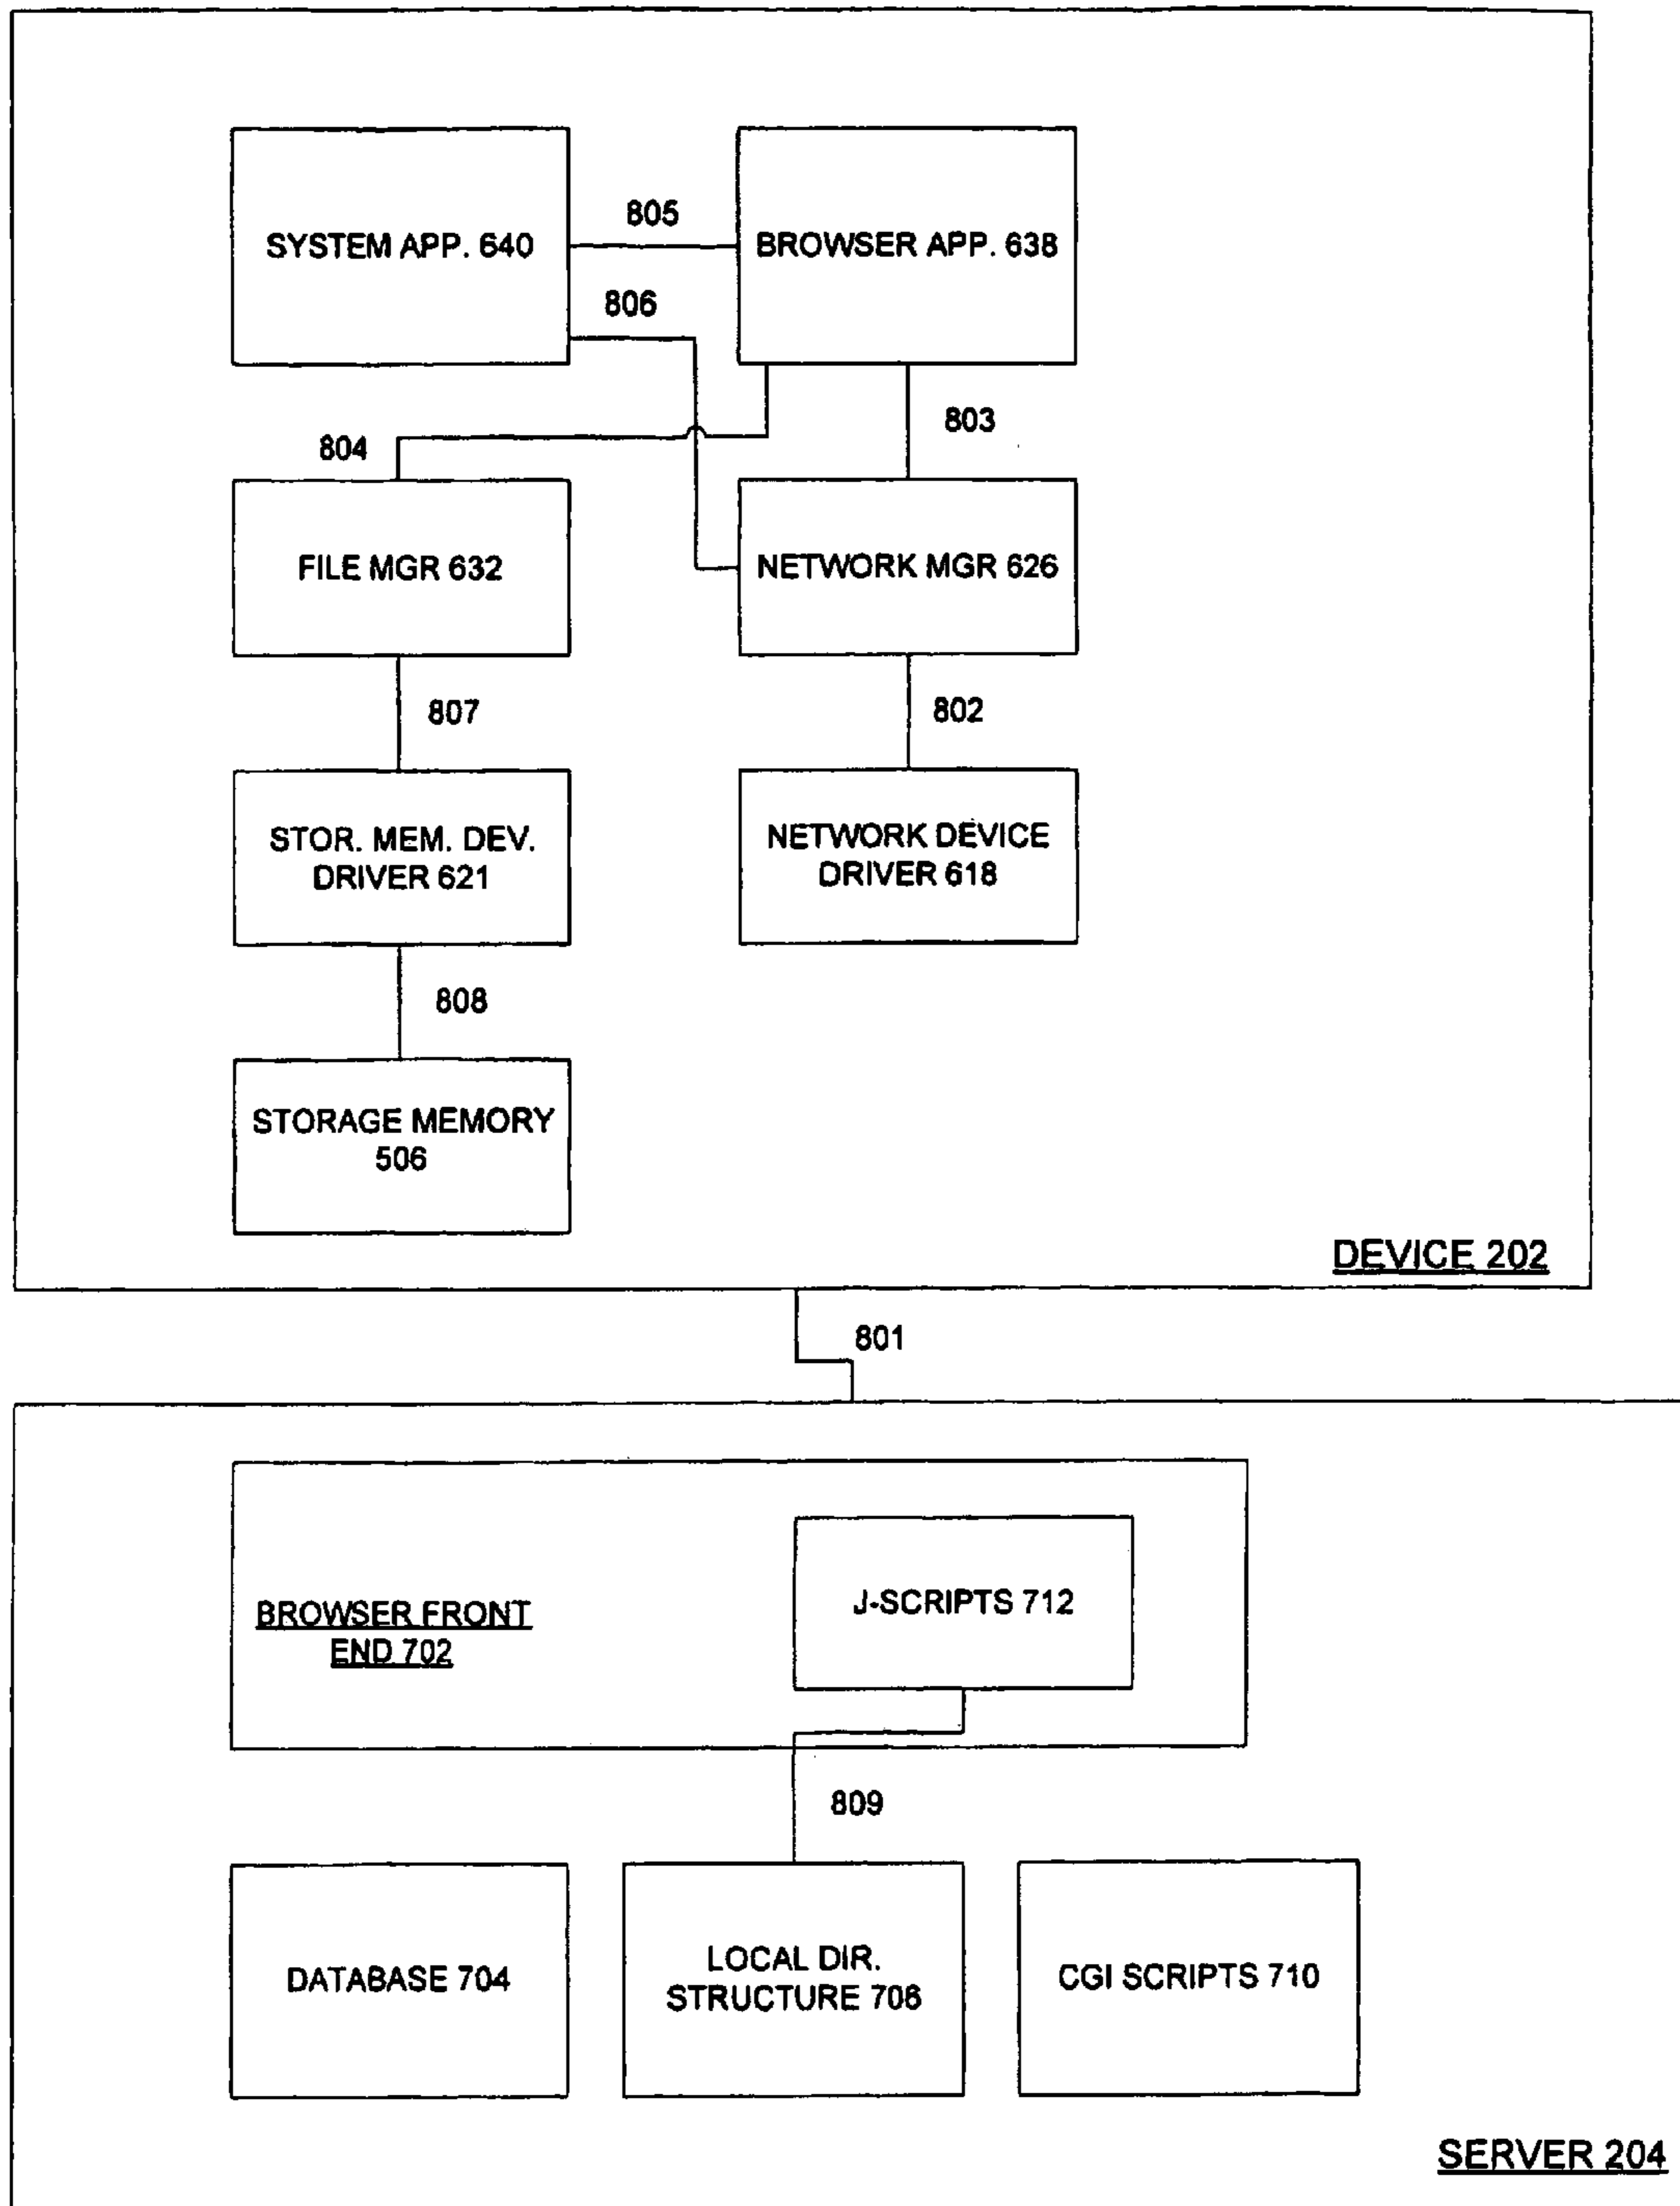 805
SYSTEM APP. 640
BROWSER APP. 638
806
803
804
FILE MGR 632
NETWORK MGR 626
807
802
STOR. MEM. DEV.
DRIVER 621
NETWORK DEVICE
DRIVER 618
808
STORAGE MEMORY
506
DEVICE 202
801
J-SCRIPTS 712
BROWSER FRONT
END 702
809
DATABASE 704
LOCAL DIR.
STRUCTURE 706
CGI SCRIPTS 710
SERVER 204